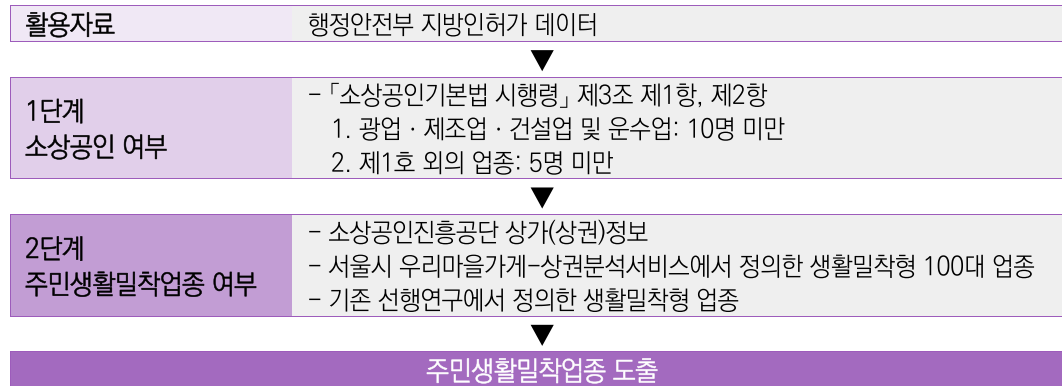 활용자료
행정안전부 지방인허가 데이터
▼
1단계
소상공인 여부
- 「소상공인기본법 시행령」 제3조 제1항, 제2항
1. 광업 · 제조업 · 건설업 및 운수업: 10명 미만
2. 제1호 외의 업종: 5명 미만
▼
2단계
주민생활밀착업종 여부
- 소상공인진흥공단 상가(상권)정보
- 서울시 우리마을가게-상권분석서비스에서 정의한 생활밀착형 100대 업종
- 기존 선행연구에서 정의한 생활밀착형 업종
▼
주민생활밀착업종 도출